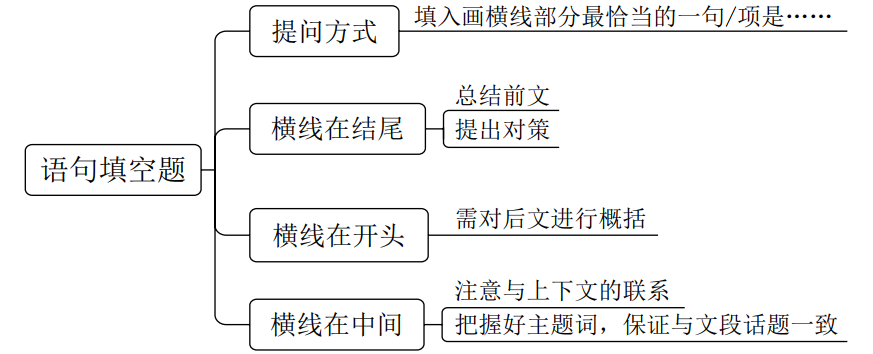 语句填空题
提问方式
填入画横线部分最恰当的一句/项是……
横线在结尾
总结前文
提出对策
横线在开头
需对后文进行概括
横线在中间
注意与上下文的联系
把握好主题词，保证与文段话题一致